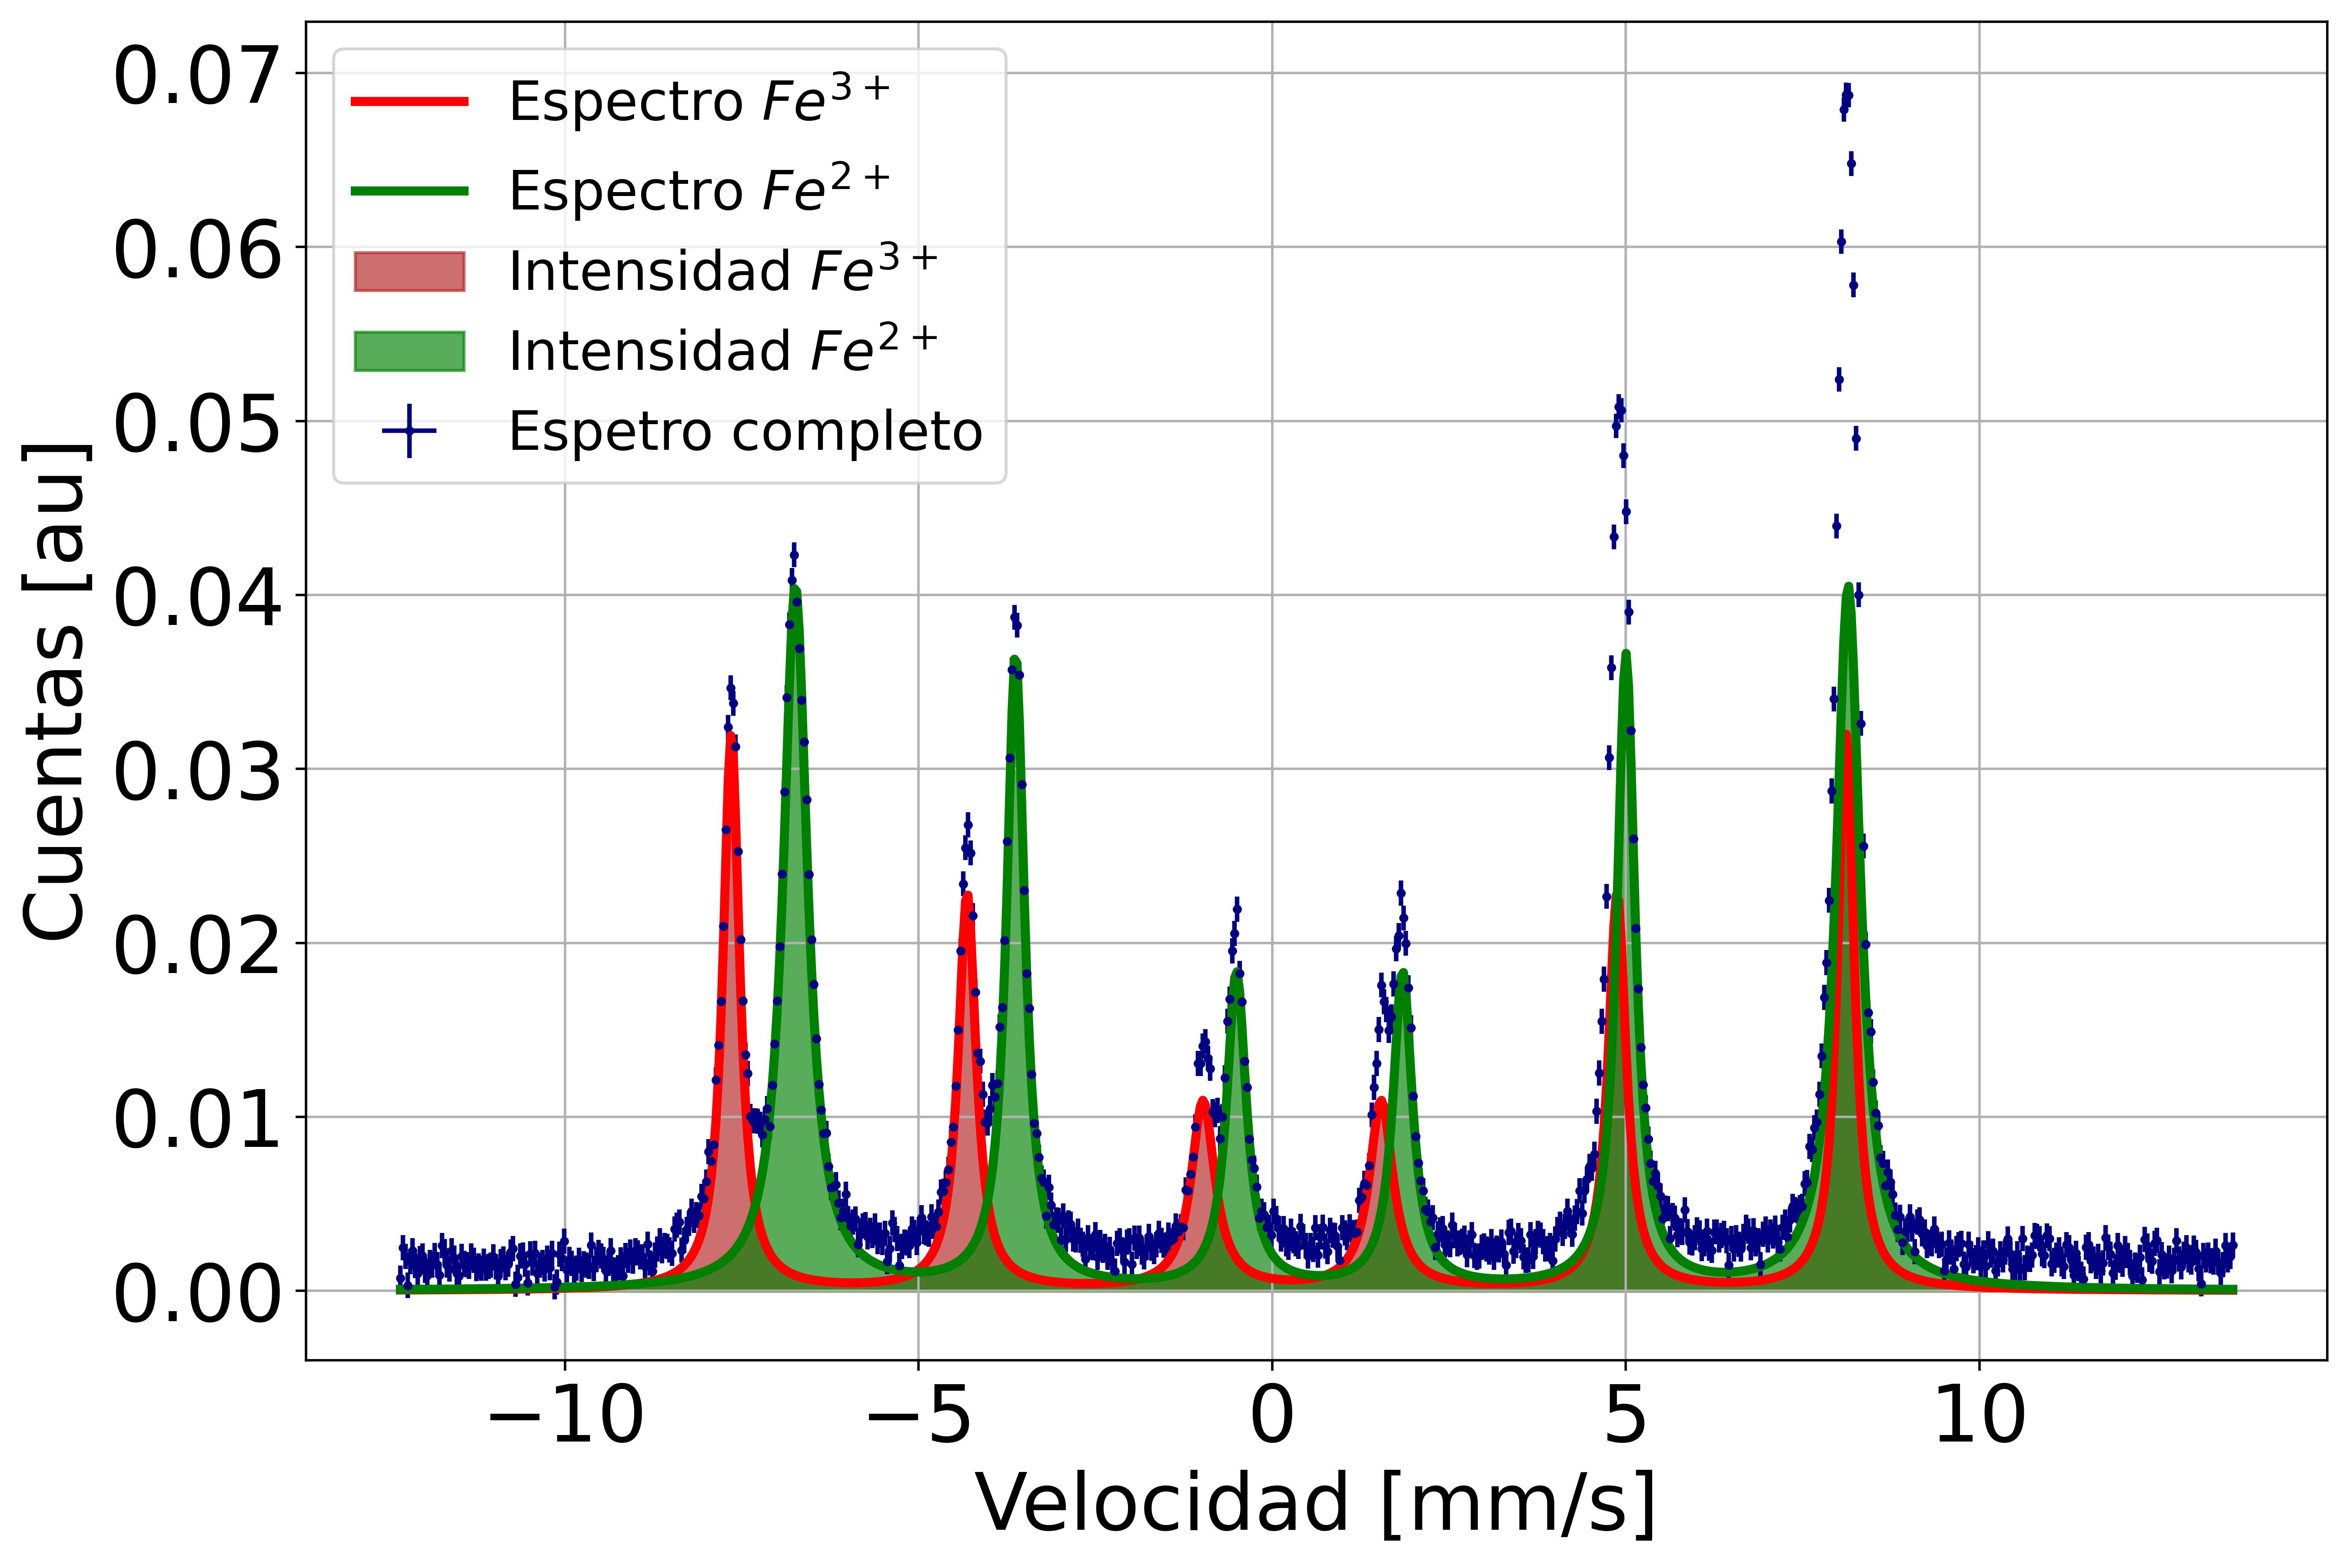 0.07
0.06
0.05
0.04
0.03
0.02
0.01
0.00
Cuentas [au]
Espectro Fe³⁺
Espectro Fe²⁺
Intensidad Fe³⁺
Intensidad Fe²⁺
Espetro completo
−10 −5 0 5 10
Velocidad [mm/s]